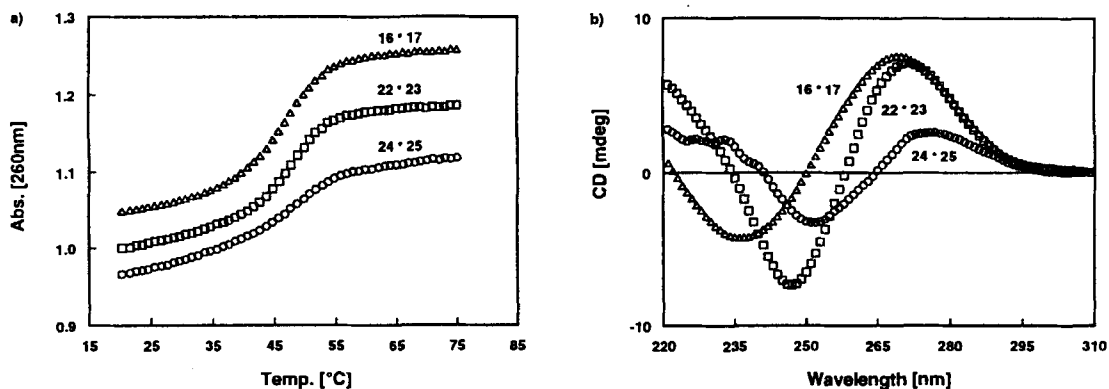 a)
1.3
1.2
1.1
1.0
0.9
Abs. [260nm]
16 * 17
22 * 23
24 * 25
15 25 35 45 55 65 75 85
Temp. [°C]
b)
10
0
-10
CD [mdeg]
16 * 17
22 * 23
24 * 25
220 235 250 265 280 295 310
Wavelength [nm]